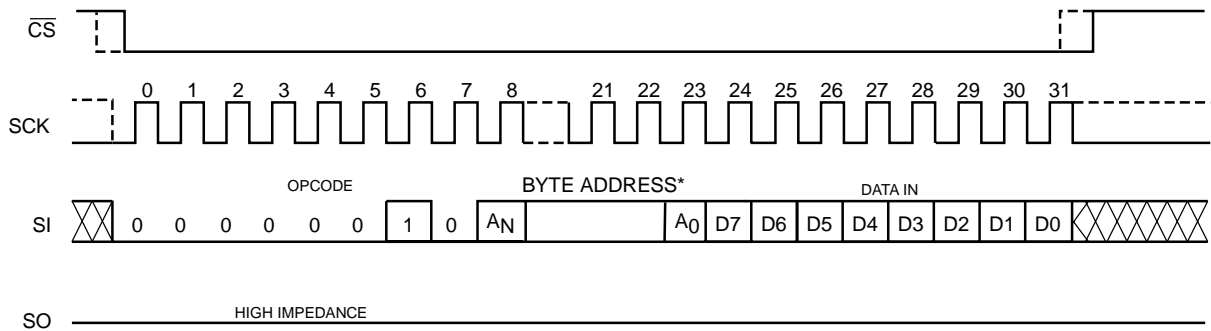 CS
0 1 2 3 4 5 6 7 8 21 22 23 24 25 26 27 28 29 30 31
SCK
OPCODE BYTE ADDRESS* DATA IN
SI 0 0 0 0 0 0 1 0 AN A0 D7 D6 D5 D4 D3 D2 D1 D0
HIGH IMPEDANCE
SO